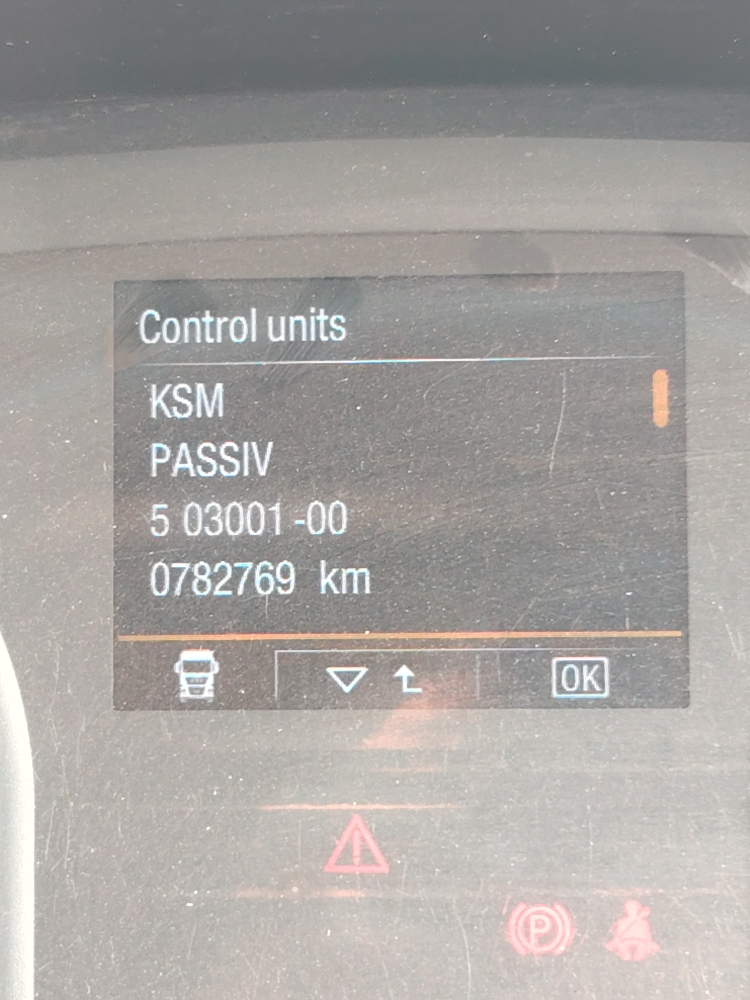 Control units
KSM
PASSIV
5 03001-00
0782769 km
OK
P